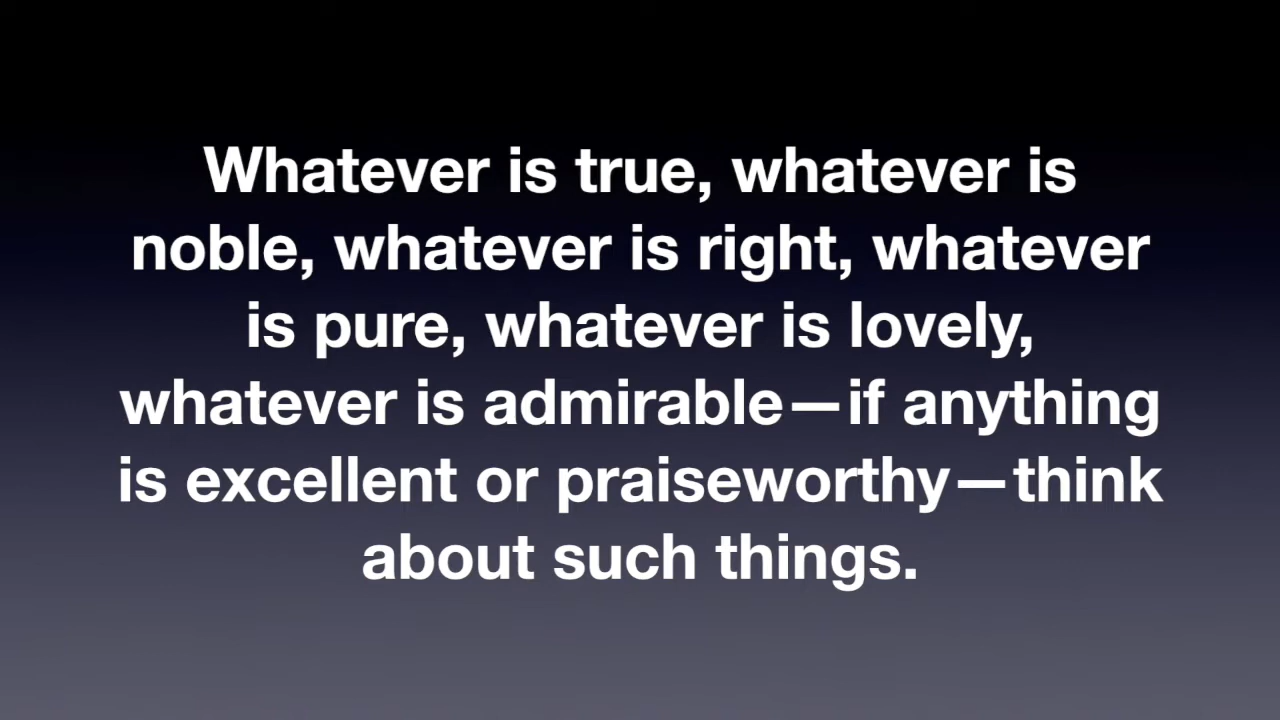 Whatever is true, whatever is
noble, whatever is right, whatever
is pure, whatever is lovely,
whatever is admirable—if anything
is excellent or praiseworthy—think
about such things.